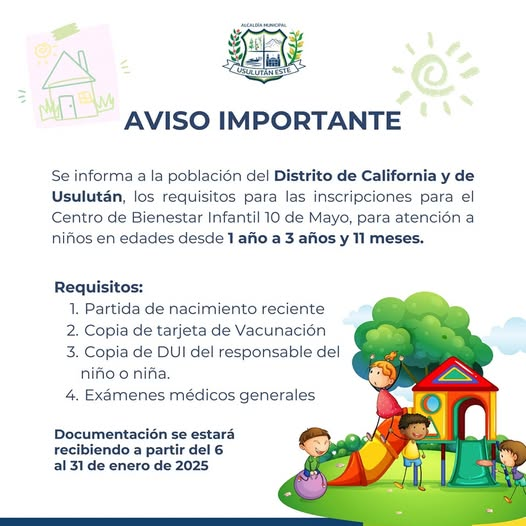 ALCALDÍA MUNICIPAL
USULUTÁN ESTE
AVISO IMPORTANTE
Se informa a la población del Distrito de California y de
Usulután, los requisitos para las inscripciones para el
Centro de Bienestar Infantil 10 de Mayo, para atención a
niños en edades desde 1 año a 3 años y 11 meses.
Requisitos:
1. Partida de nacimiento reciente
2. Copia de tarjeta de Vacunación
3. Copia de DUI del responsable del
niño o niña.
4. Exámenes médicos generales
Documentación se estará
recibiendo a partir del 6
al 31 de enero de 2025